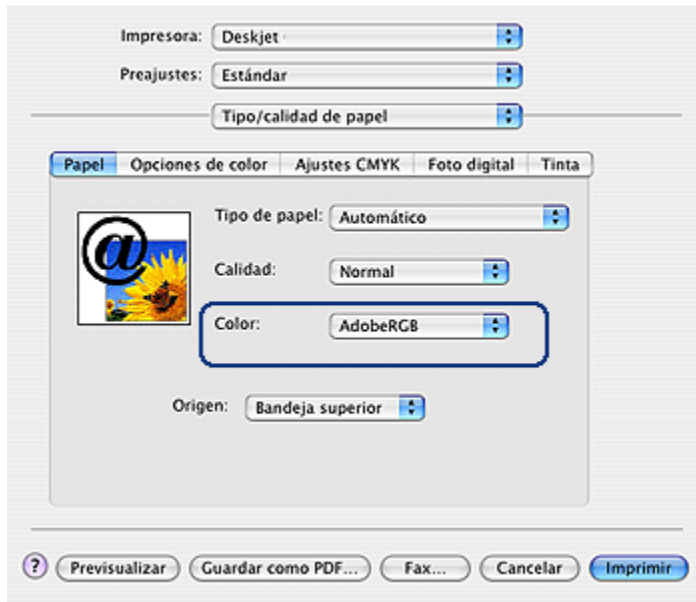 Impresora: Deskjet
Preajustes: Estándar
Tipo/calidad de papel
Papel Opciones de color Ajustes CMYK Foto digital Tinta
Tipo de papel: Automático
@
Calidad: Normal
Color: AdobeRGB
Origen: Bandeja superior
? Previsualizar Guardar como PDF... Fax... Cancelar Imprimir